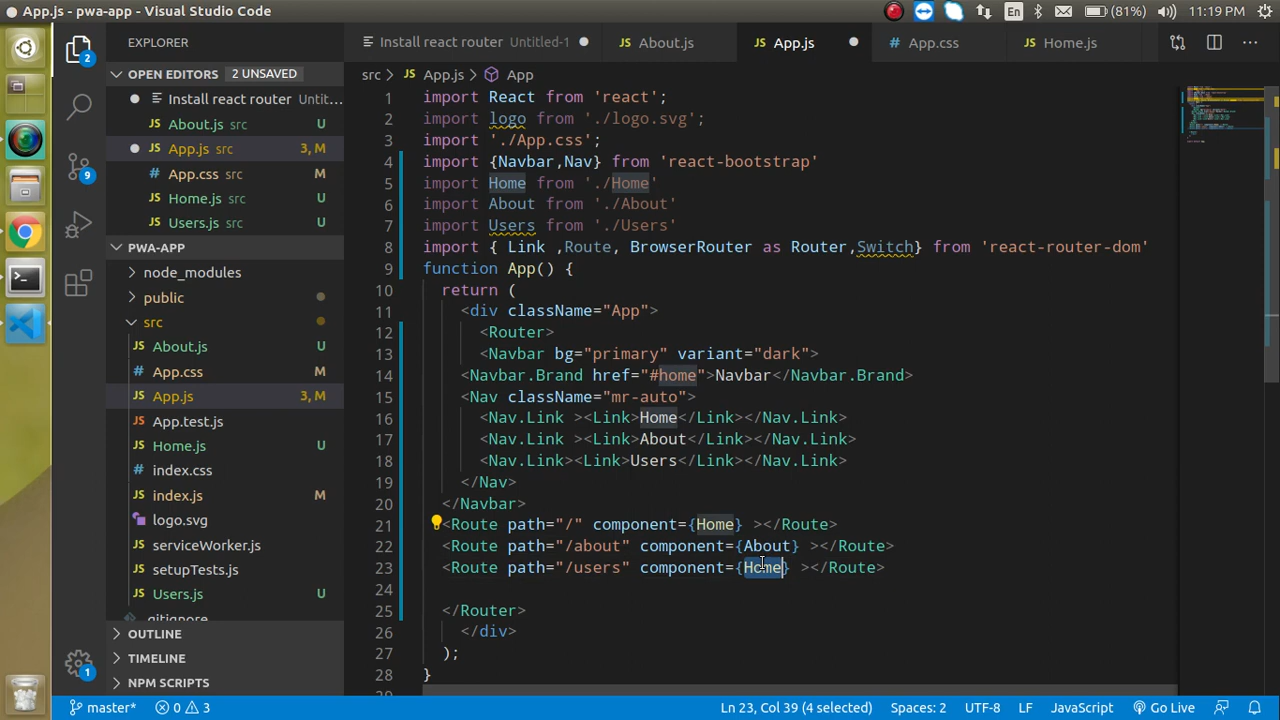 App.js - pwa-app - Visual Studio Code
En
(81%)
11:19 PM
EXPLORER
OPEN EDITORS
2 UNSAVED
Install react router Untit...
About.js src U
App.js src 3, M
App.css src M
Home.js src U
Users.js src U
PWA-APP
node_modules
public
src
About.js U
App.css M
App.js 3, M
App.test.js
Home.js U
index.css
index.js M
logo.svg
serviceWorker.js
setupTests.js
Users.js U
.gitignore
OUTLINE
TIMELINE
NPM SCRIPTS
2
9
1
Install react router Untitled-1
About.js
App.js
App.css
Home.js
src > App.js > App
1 import React from 'react';
2 import logo from './logo.svg';
3 import './App.css';
4 import {Navbar,Nav} from 'react-bootstrap'
5 import Home from './Home'
6 import About from './About'
7 import Users from './Users'
8 import { Link ,Route, BrowserRouter as Router,Switch} from 'react-router-dom'
9 function App() {
10 return (
11 <div className="App">
12 <Router>
13 <Navbar bg="primary" variant="dark">
14 <Navbar.Brand href="#home">Navbar</Navbar.Brand>
15 <Nav className="mr-auto">
16 <Nav.Link ><Link>Home</Link></Nav.Link>
17 <Nav.Link ><Link>About</Link></Nav.Link>
18 <Nav.Link><Link>Users</Link></Nav.Link>
19 </Nav>
20 </Navbar>
21 <Route path="/" component={Home} ></Route>
22 <Route path="/about" component={About} ></Route>
23 <Route path="/users" component={Home} ></Route>
24
25 </Router>
26 </div>
27 );
28 }
master*
0
3
Ln 23, Col 39 (4 selected)
Spaces: 2
UTF-8
LF
JavaScript
Go Live